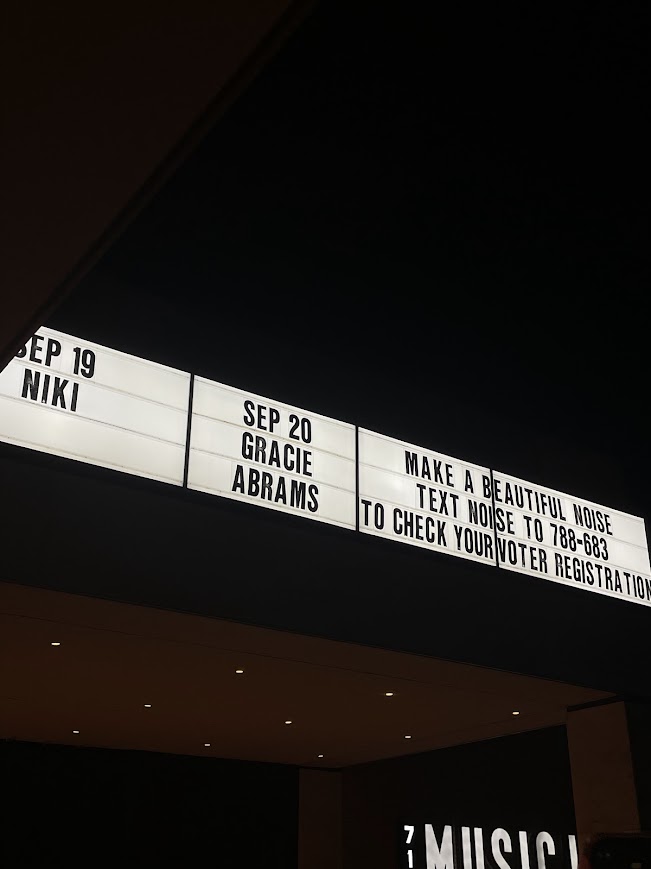 SEP 19
NIKI
SEP 20
GRACIE
ABRAMS
MAKE A BEAUTIFUL NOISE
TEXT NOISE TO 788-683
TO CHECK YOUR VOTER REGISTRATION
71
MUSIC